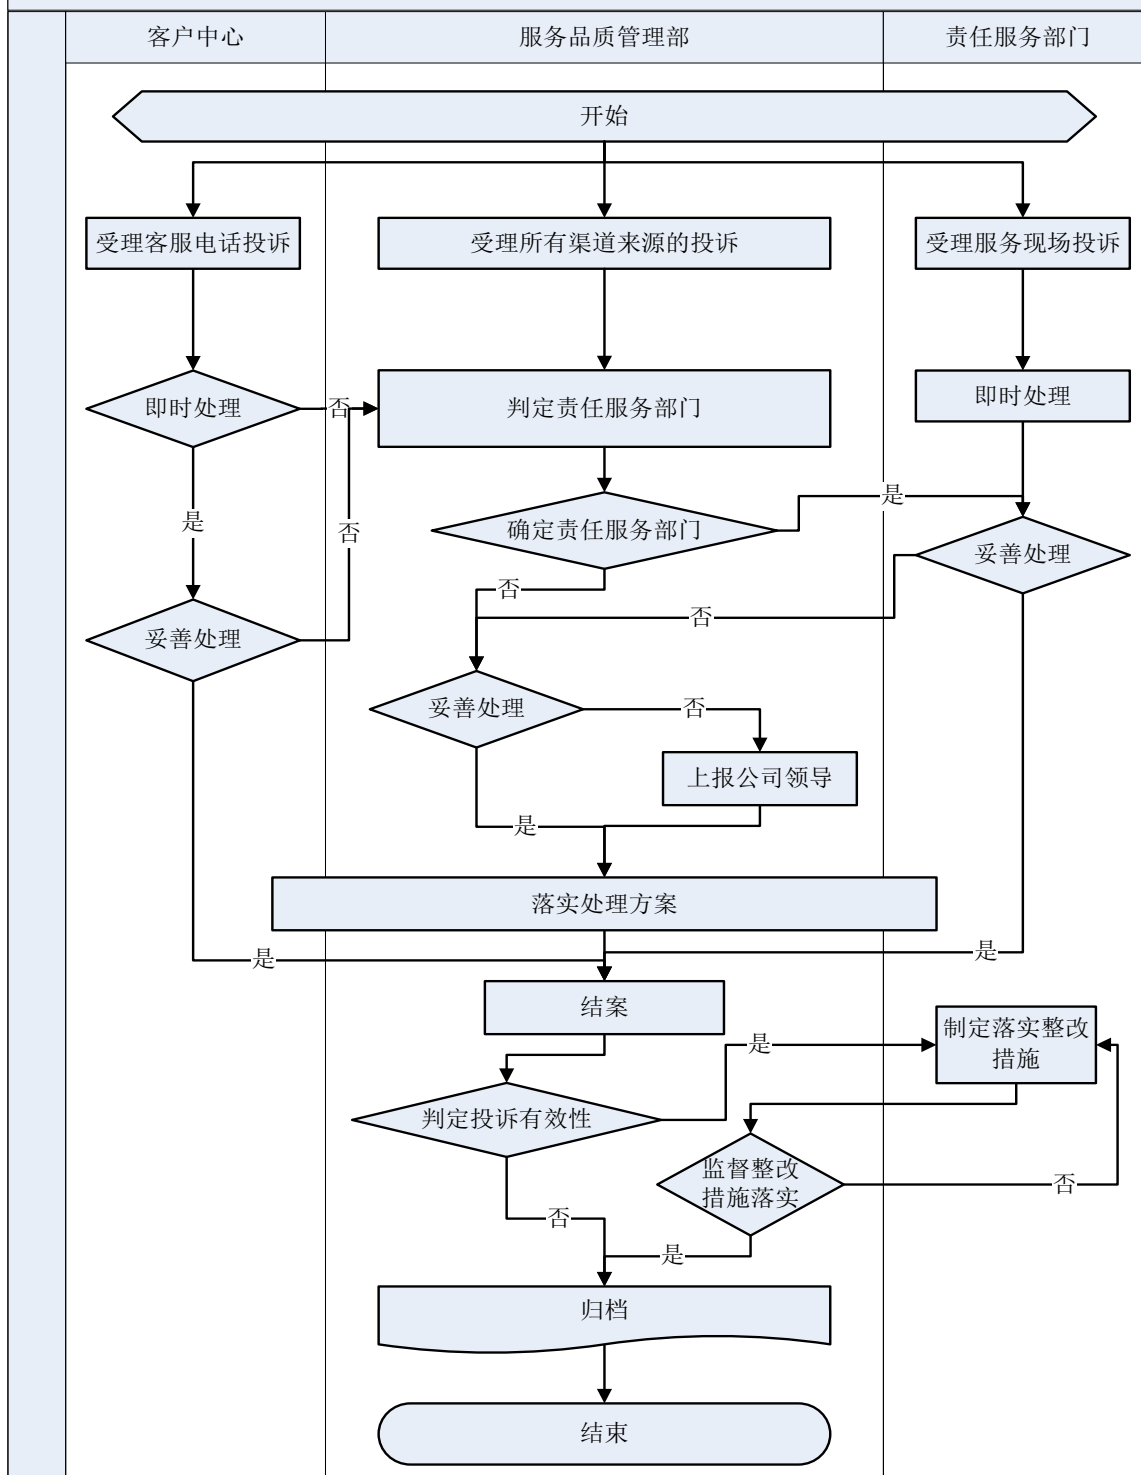 客户中心
服务品质管理部
责任服务部门
开始
受理客服电话投诉
受理所有渠道来源的投诉
受理服务现场投诉
即时处理
否
判定责任服务部门
即时处理
是
是
否
确定责任服务部门
妥善处理
否
否
妥善处理
妥善处理
否
上报公司领导
是
落实处理方案
是
是
结案
制定落实整改
措施
是
判定投诉有效性
监督整改
措施落实
否
否
是
归档
结束